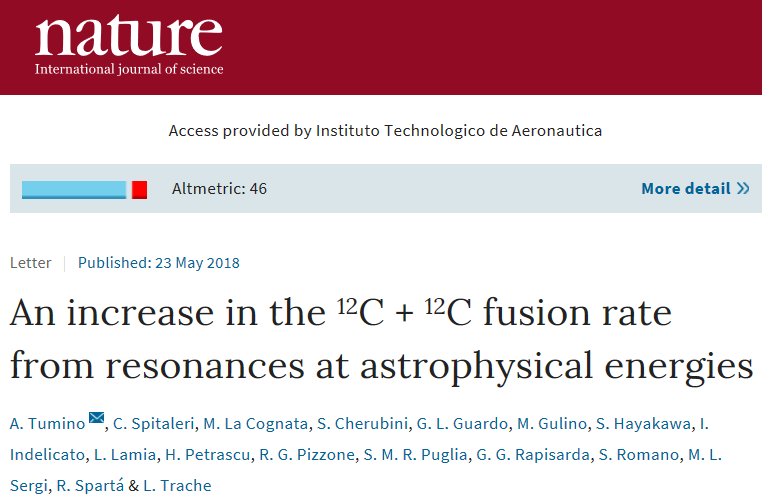 nature
International journal of science
Access provided by Instituto Technologico de Aeronautica
Altmetric: 46 More detail »
Letter | Published: 23 May 2018
An increase in the ¹²C + ¹²C fusion rate
from resonances at astrophysical energies
A. Tumino, C. Spitaleri, M. La Cognata, S. Cherubini, G. L. Guardo, M. Gulino, S. Hayakawa, I.
Indelicato, L. Lamia, H. Petrascu, R. G. Pizzone, S. M. R. Puglia, G. G. Rapisarda, S. Romano, M. L.
Sergi, R. Spartá & L. Trache